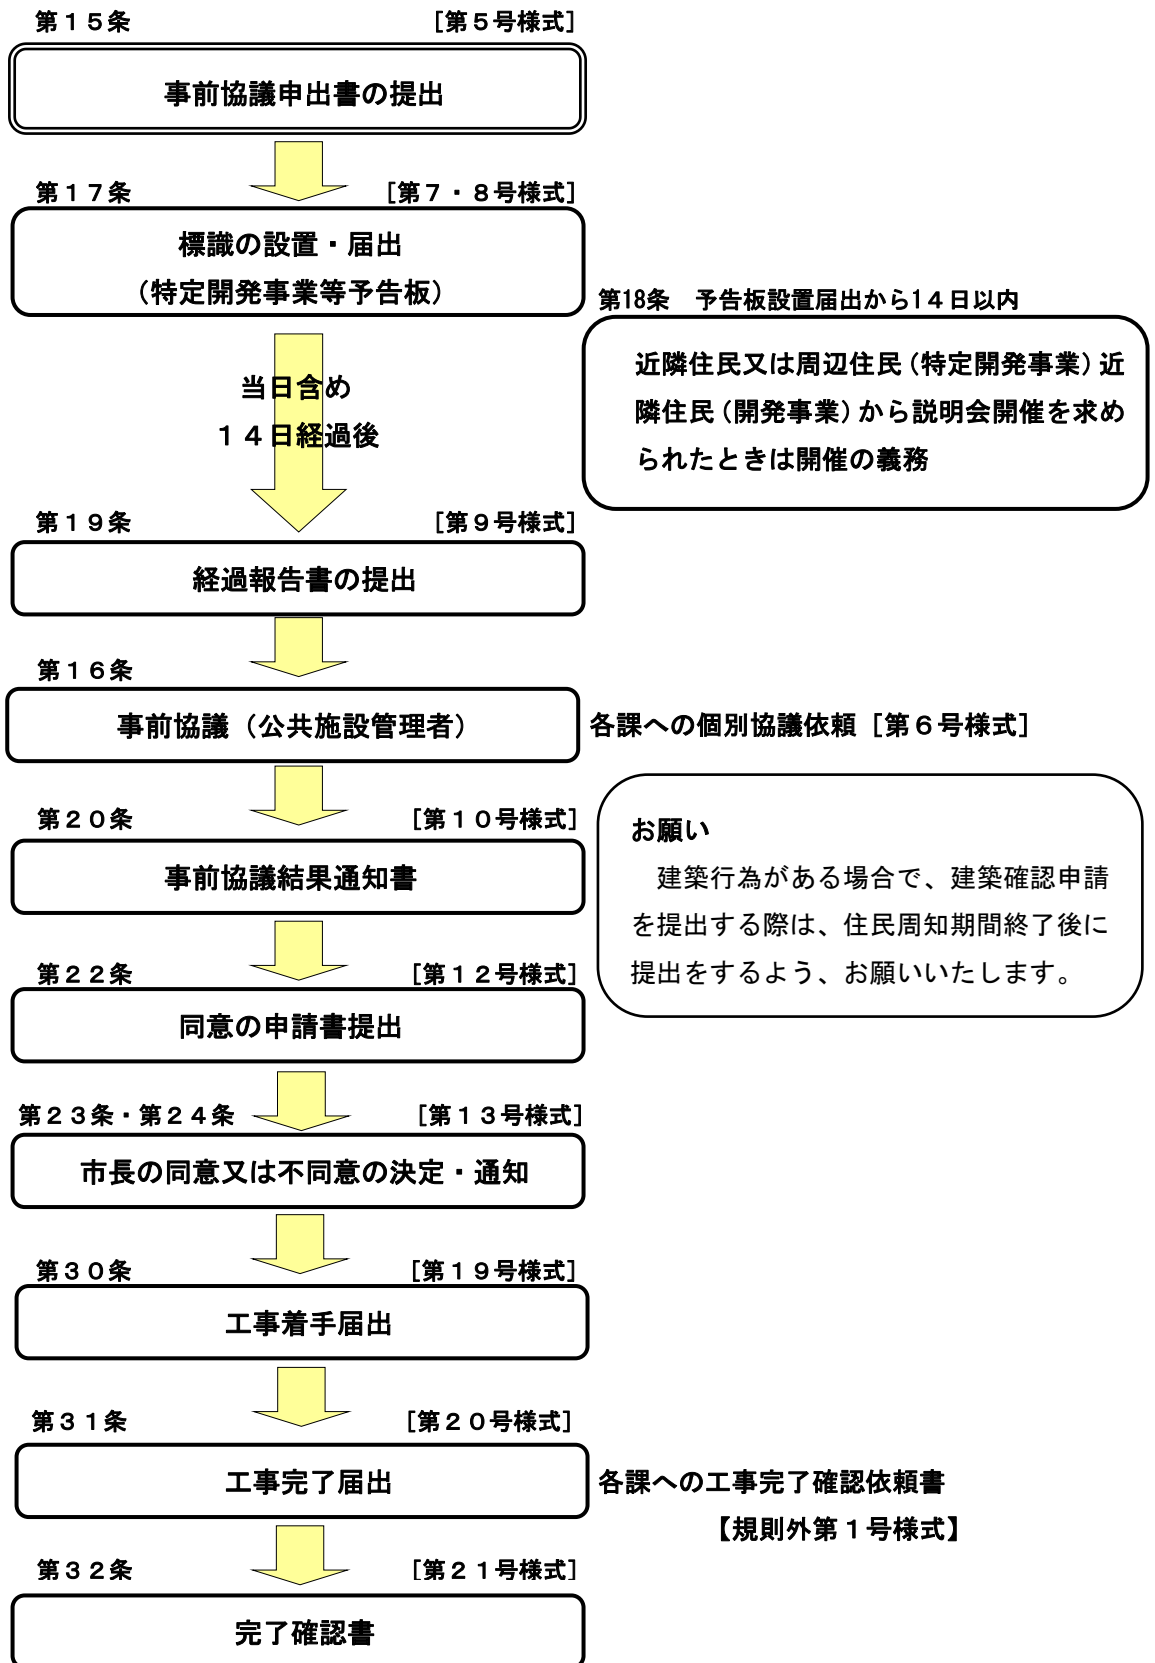 第１５条 [第５号様式]
事前協議申出書の提出
第１７条 [第７・８号様式]
標識の設置・届出
（特定開発事業等予告板）
第18条 予告板設置届出から1４日以内
近隣住民又は周辺住民（特定開発事業）近
隣住民（開発事業）から説明会開催を求め
られたときは開催の義務
当日含め
１４日経過後
第１９条 [第９号様式]
経過報告書の提出
第１６条
事前協議（公共施設管理者）
各課への個別協議依頼［第６号様式］
第２０条 [第１０号様式]
事前協議結果通知書
お願い
建築行為がある場合で、建築確認申請
を提出する際は、住民周知期間終了後に
提出をするよう、お願いいたします。
第２２条 [第１２号様式]
同意の申請書提出
第２３条・第２４条 [第１３号様式]
市長の同意又は不同意の決定・通知
第３０条 [第１９号様式]
工事着手届出
第３１条 [第２０号様式]
工事完了届出
各課への工事完了確認依頼書
【規則外第１号様式】
第３２条 [第２１号様式]
完了確認書